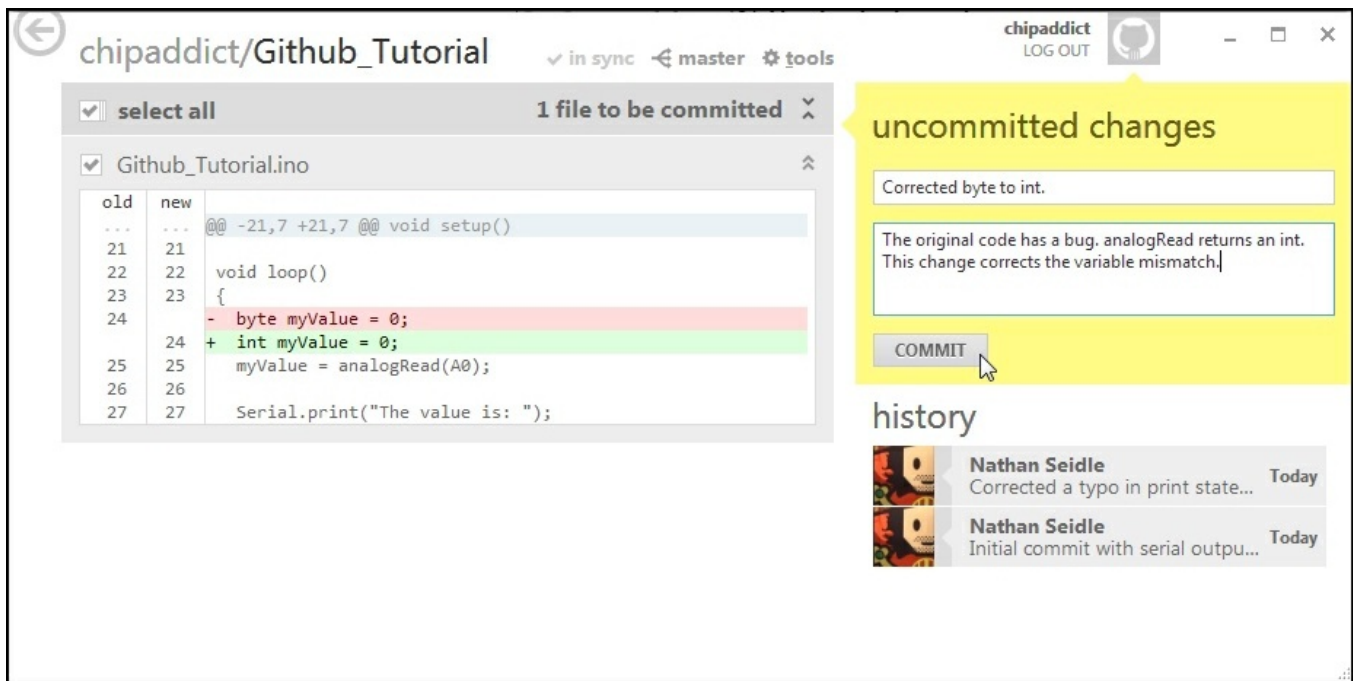 chipaddict/Github_Tutorial
in sync master tools
chipaddict
LOG OUT
select all 1 file to be committed
Github_Tutorial.ino
old new
... ... @@ -21,7 +21,7 @@ void setup()
21 21
22 22 void loop()
23 23 {
24 - byte myValue = 0;
24 + int myValue = 0;
25 25 myValue = analogRead(A0);
26 26
27 27 Serial.print("The value is: ");
uncommitted changes
Corrected byte to int.
The original code has a bug. analogRead returns an int.
This change corrects the variable mismatch.
COMMIT
history
Nathan Seidle
Corrected a typo in print state... Today
Nathan Seidle
Initial commit with serial outpu... Today